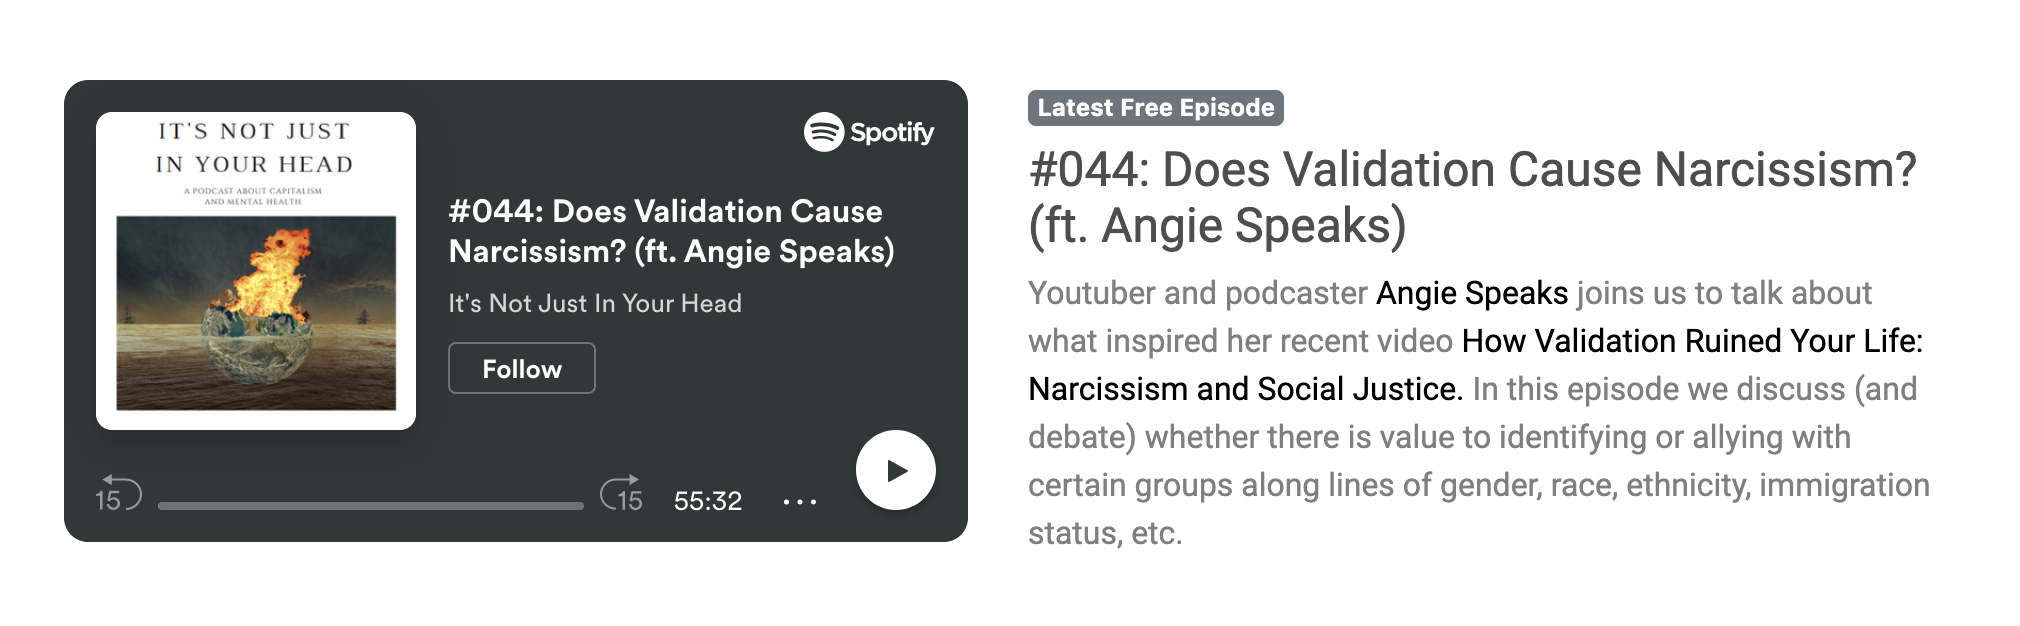 IT'S NOT JUST
IN YOUR HEAD
A PODCAST ABOUT CAPITALISM
AND MENTAL HEALTH
Spotify
#044: Does Validation Cause
Narcissism? (ft. Angie Speaks)
It's Not Just In Your Head
Follow
15
15
55:32
Latest Free Episode
#044: Does Validation Cause Narcissism?
(ft. Angie Speaks)
Youtuber and podcaster Angie Speaks joins us to talk about
what inspired her recent video How Validation Ruined Your Life:
Narcissism and Social Justice. In this episode we discuss (and
debate) whether there is value to identifying or allying with
certain groups along lines of gender, race, ethnicity, immigration
status, etc.